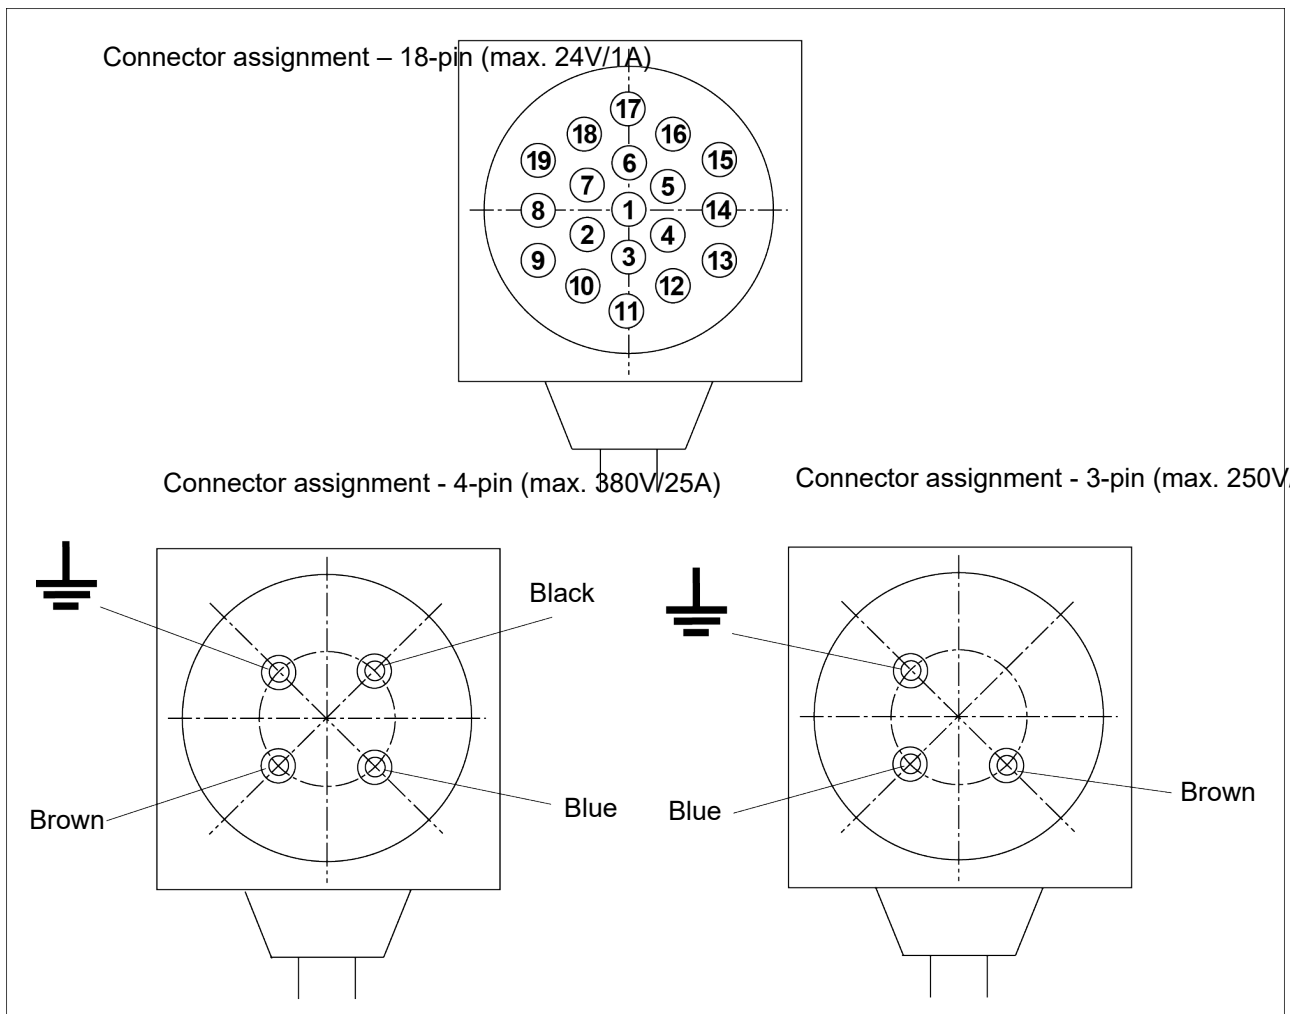 Connector assignment – 18-pin (max. 24V/1A)
17
18 16
19 6 15
7 5
8 1 14
2 4
9 3 13
10 12
11
Connector assignment - 4-pin (max. 380V/25A)
Connector assignment - 3-pin (max. 250V
Black
Brown
Blue
Blue
Brown